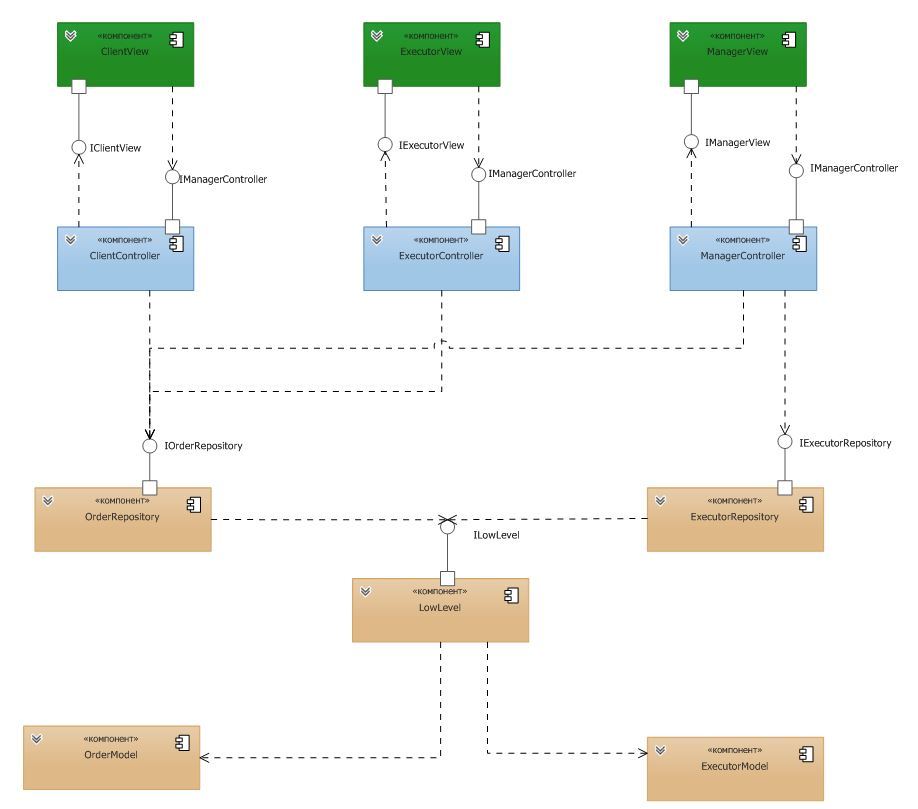 «компонент»
ClientView
«компонент»
ExecutorView
«компонент»
ManagerView
IClientView
IManagerController
IExecutorView
IManagerController
IManagerView
IManagerController
«компонент»
ClientController
«компонент»
ExecutorController
«компонент»
ManagerController
IOrderRepository
IExecutorRepository
«компонент»
OrderRepository
«компонент»
ExecutorRepository
ILowLevel
«компонент»
LowLevel
«компонент»
OrderModel
«компонент»
ExecutorModel